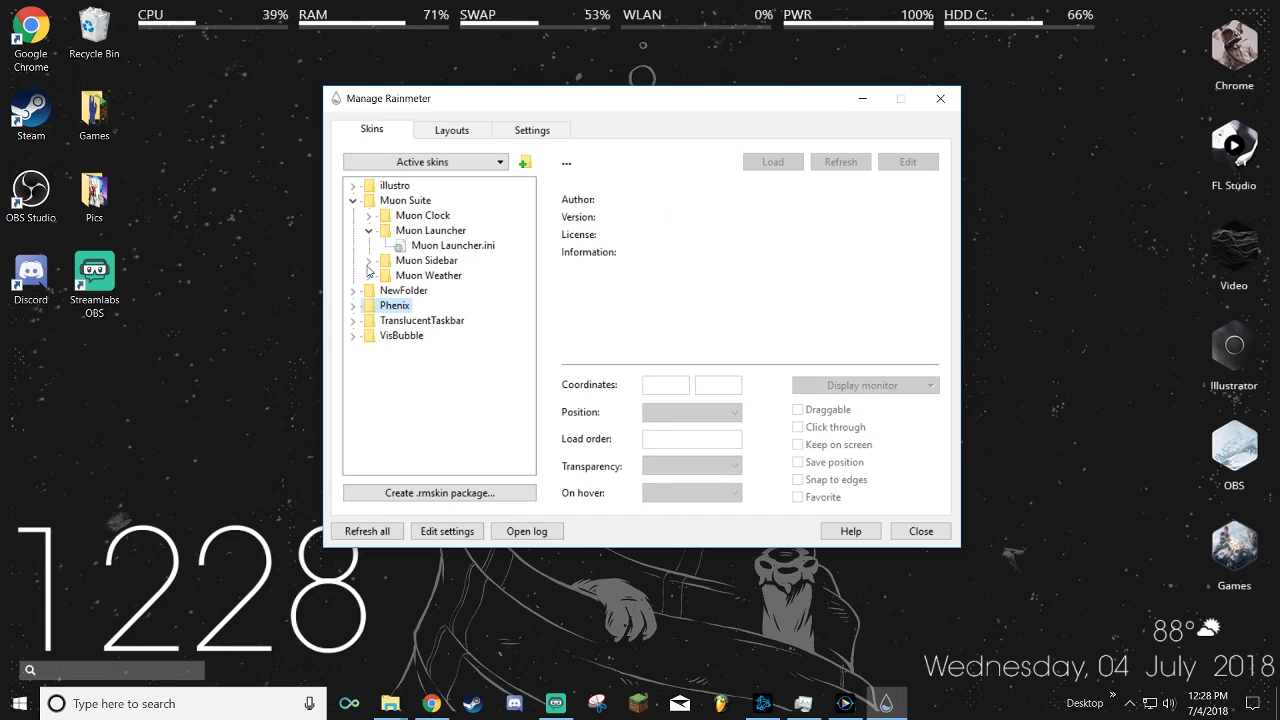 CPU 39% RAM 71% SWAP 53% WLAN 0% PWR 100% HDD C: 66%
Google
Chrome
Recycle Bin
Steam
Games
OBS Studio
Pics
Discord
Streamlabs
OBS
Manage Rainmeter
Skins Layouts Settings
Active skins
...
Load Refresh Edit
illustro
Muon Suite
Muon Clock
Muon Launcher
Muon Launcher.ini
Muon Sidebar
Muon Weather
NewFolder
Phenix
TranslucentTaskbar
VisBubble
Author:
Version:
License:
Information:
Coordinates:
Position:
Load order:
Transparency:
On hover:
Display monitor
Draggable
Click through
Keep on screen
Save position
Snap to edges
Favorite
Create .rmskin package...
Refresh all Edit settings Open log Help Close
Chrome
FL Studio
Video
Illustrator
OBS
Games
1228
88°
Wednesday, 04 July 2018
Type here to search
Desktop
12:28 PM
7/4/2018